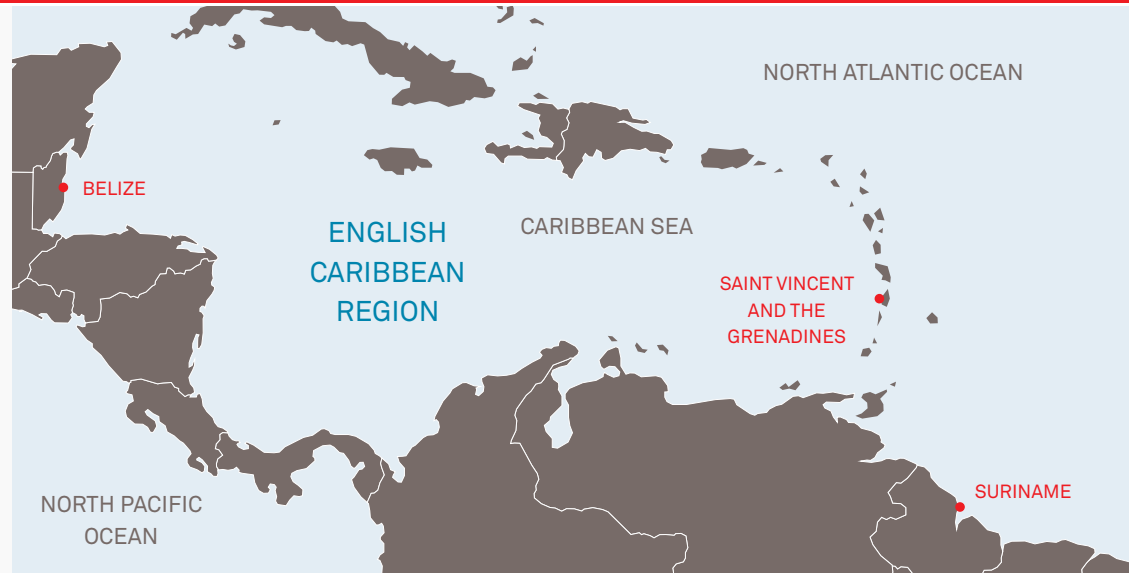 NORTH ATLANTIC OCEAN
BELIZE
ENGLISH
CARIBBEAN
REGION
CARIBBEAN SEA
SAINT VINCENT
AND THE
GRENADINES
NORTH PACIFIC
OCEAN
SURINAME